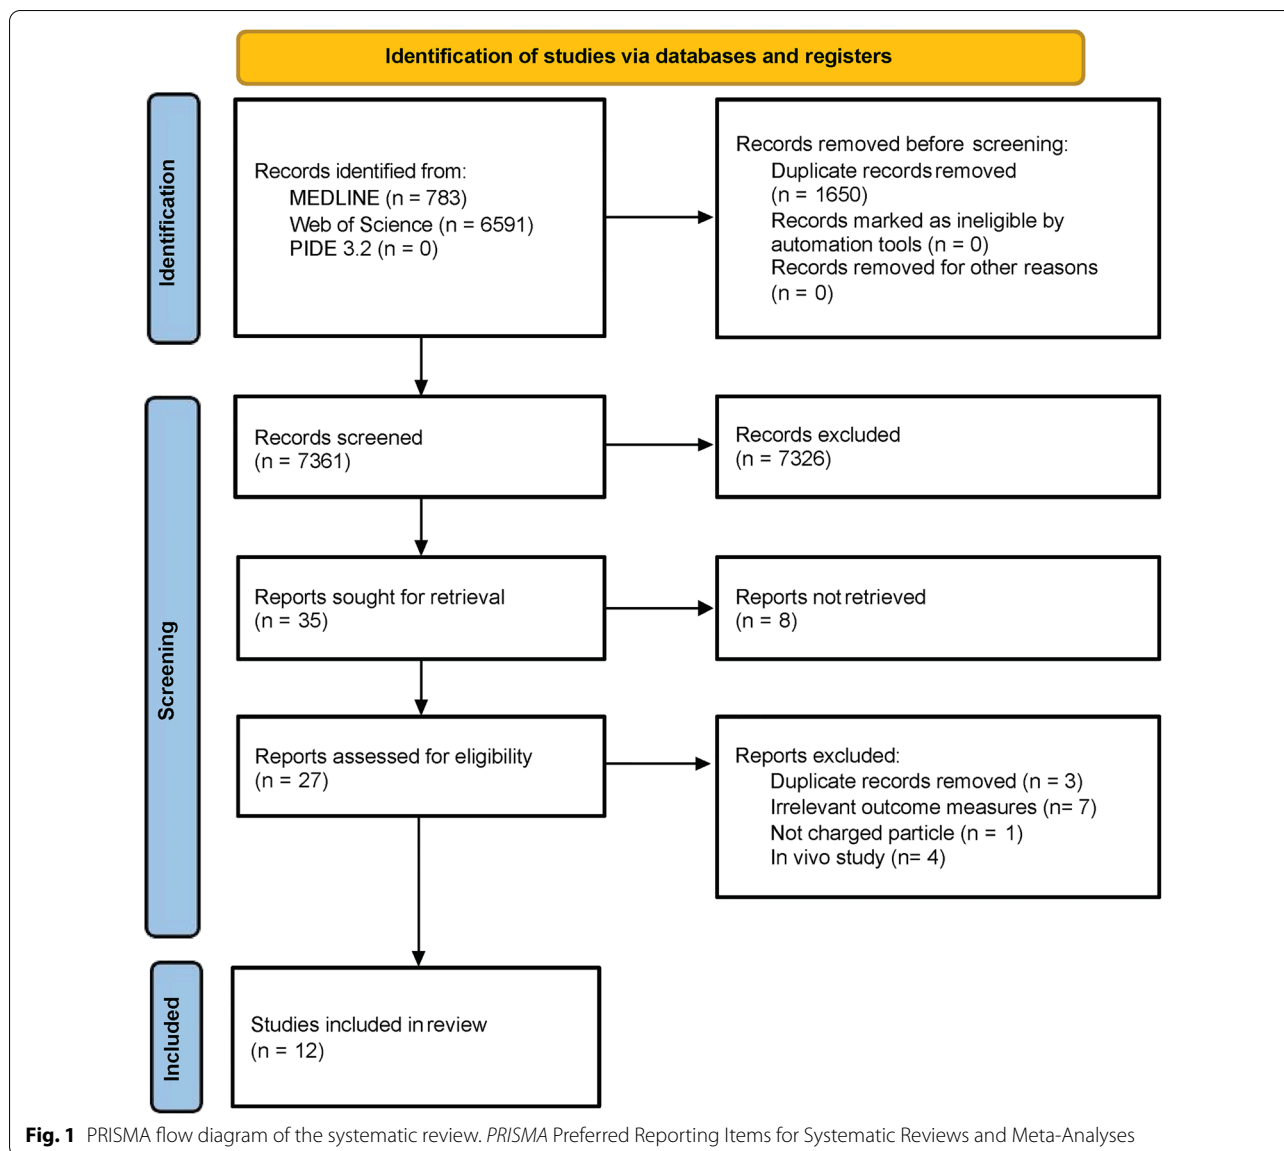 Identification of studies via databases and registers
Identification
Records identified from:
MEDLINE (n = 783)
Web of Science (n = 6591)
PIDE 3.2 (n = 0)
Records removed before screening:
Duplicate records removed
(n = 1650)
Records marked as ineligible by
automation tools (n = 0)
Records removed for other reasons
(n = 0)
Screening
Records screened
(n = 7361)
Records excluded
(n = 7326)
Reports sought for retrieval
(n = 35)
Reports not retrieved
(n = 8)
Reports assessed for eligibility
(n = 27)
Reports excluded:
Duplicate records removed (n = 3)
Irrelevant outcome measures (n= 7)
Not charged particle (n = 1)
In vivo study (n= 4)
Included
Studies included in review
(n = 12)
Fig. 1 PRISMA flow diagram of the systematic review. PRISMA Preferred Reporting Items for Systematic Reviews and Meta-Analyses